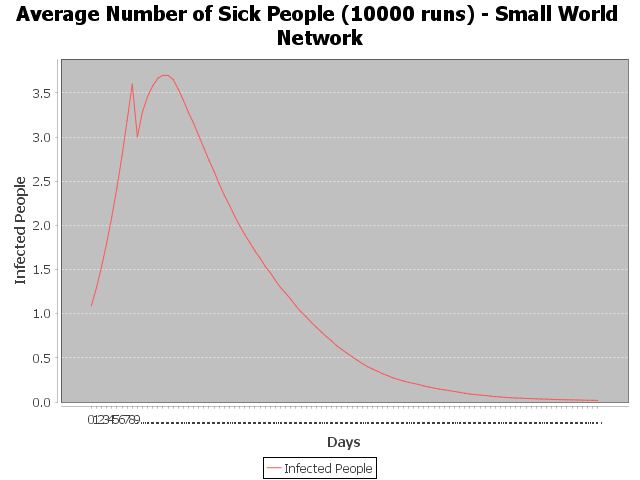 Average Number of Sick People (10000 runs) - Small World
Network
3.5
3.0
2.5
2.0
1.5
1.0
0.5
0.0
Infected People
0123456789
Days
Infected People